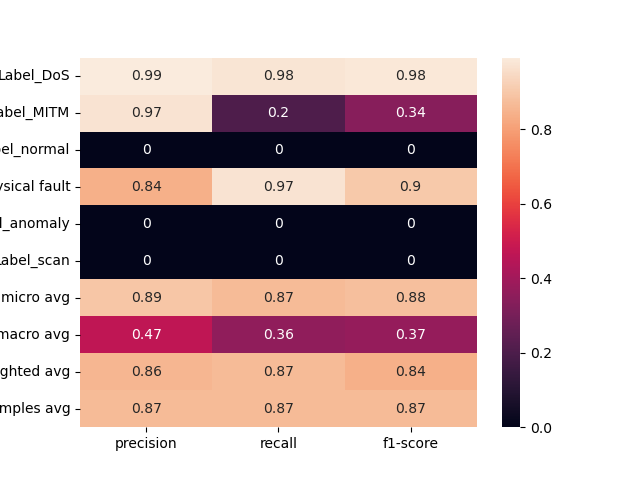 Label_DoS 0.99 0.98 0.98
abel_MITM 0.97 0.2 0.34 0.8
el_normal 0 0 0
ysical fault 0.84 0.97 0.9 0.6
l_anomaly 0 0 0
Label_scan 0 0 0 0.4
micro avg 0.89 0.87 0.88
macro avg 0.47 0.36 0.37 0.2
ghted avg 0.86 0.87 0.84
mples avg 0.87 0.87 0.87 0.0
precision recall f1-score